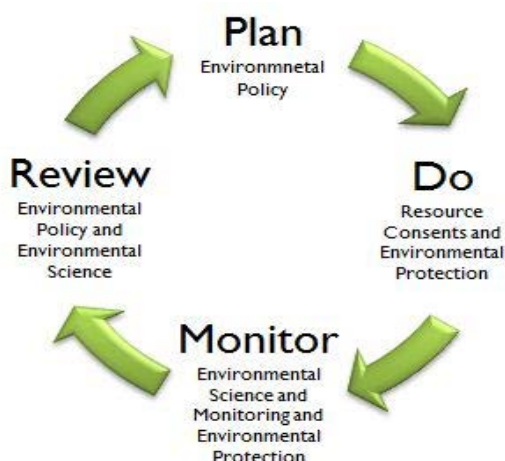 Plan
Environmnetal
Policy
Do
Resource
Consents and
Environmental
Protection
Monitor
Environmental
Science and
Monitoring and
Environmental
Protection
Review
Environmental
Policy and
Environmental
Science